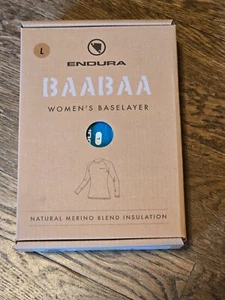 L
ENDURA
BAABAA
WOMEN'S BASELAYER
NATURAL MERINO BLEND INSULATION